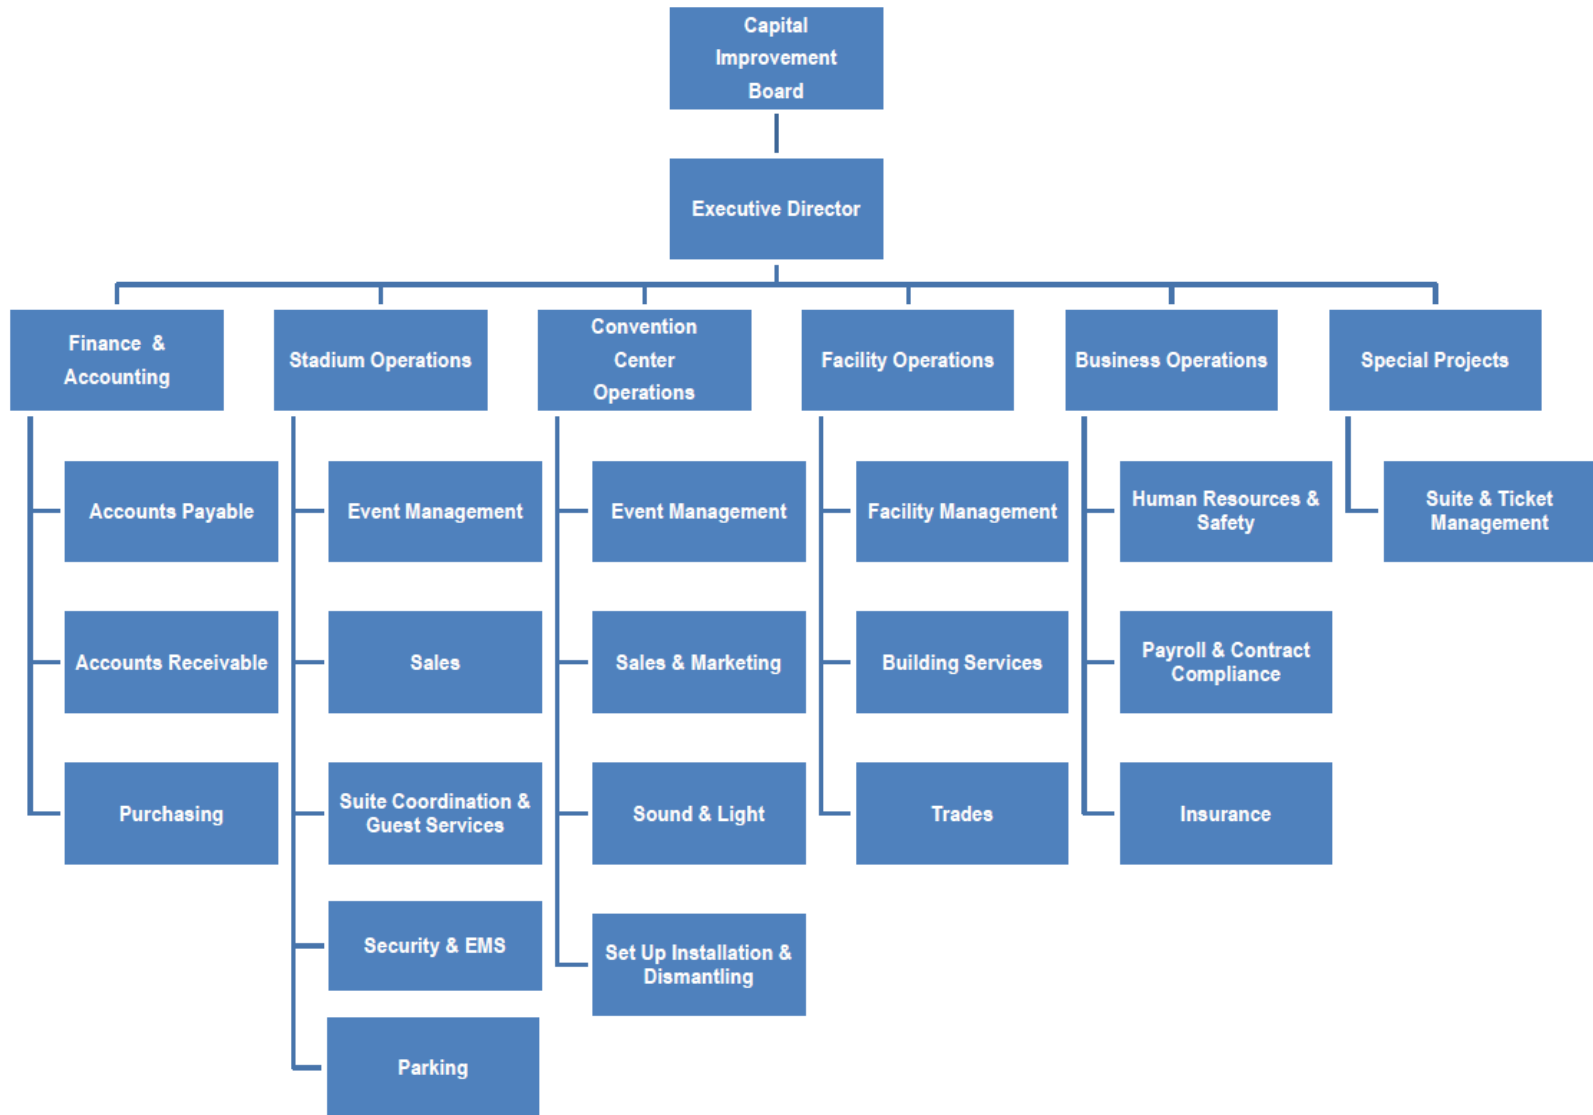 Capital
Improvement
Board
Executive Director
Finance &
Accounting
Stadium Operations
Convention
Center
Operations
Facility Operations
Business Operations
Special Projects
Accounts Payable
Event Management
Event Management
Facility Management
Human Resources &
Safety
Suite & Ticket
Management
Accounts Receivable
Sales
Sales & Marketing
Building Services
Payroll & Contract
Compliance
Purchasing
Suite Coordination &
Guest Services
Sound & Light
Trades
Insurance
Security & EMS
Set Up Installation &
Dismantling
Parking